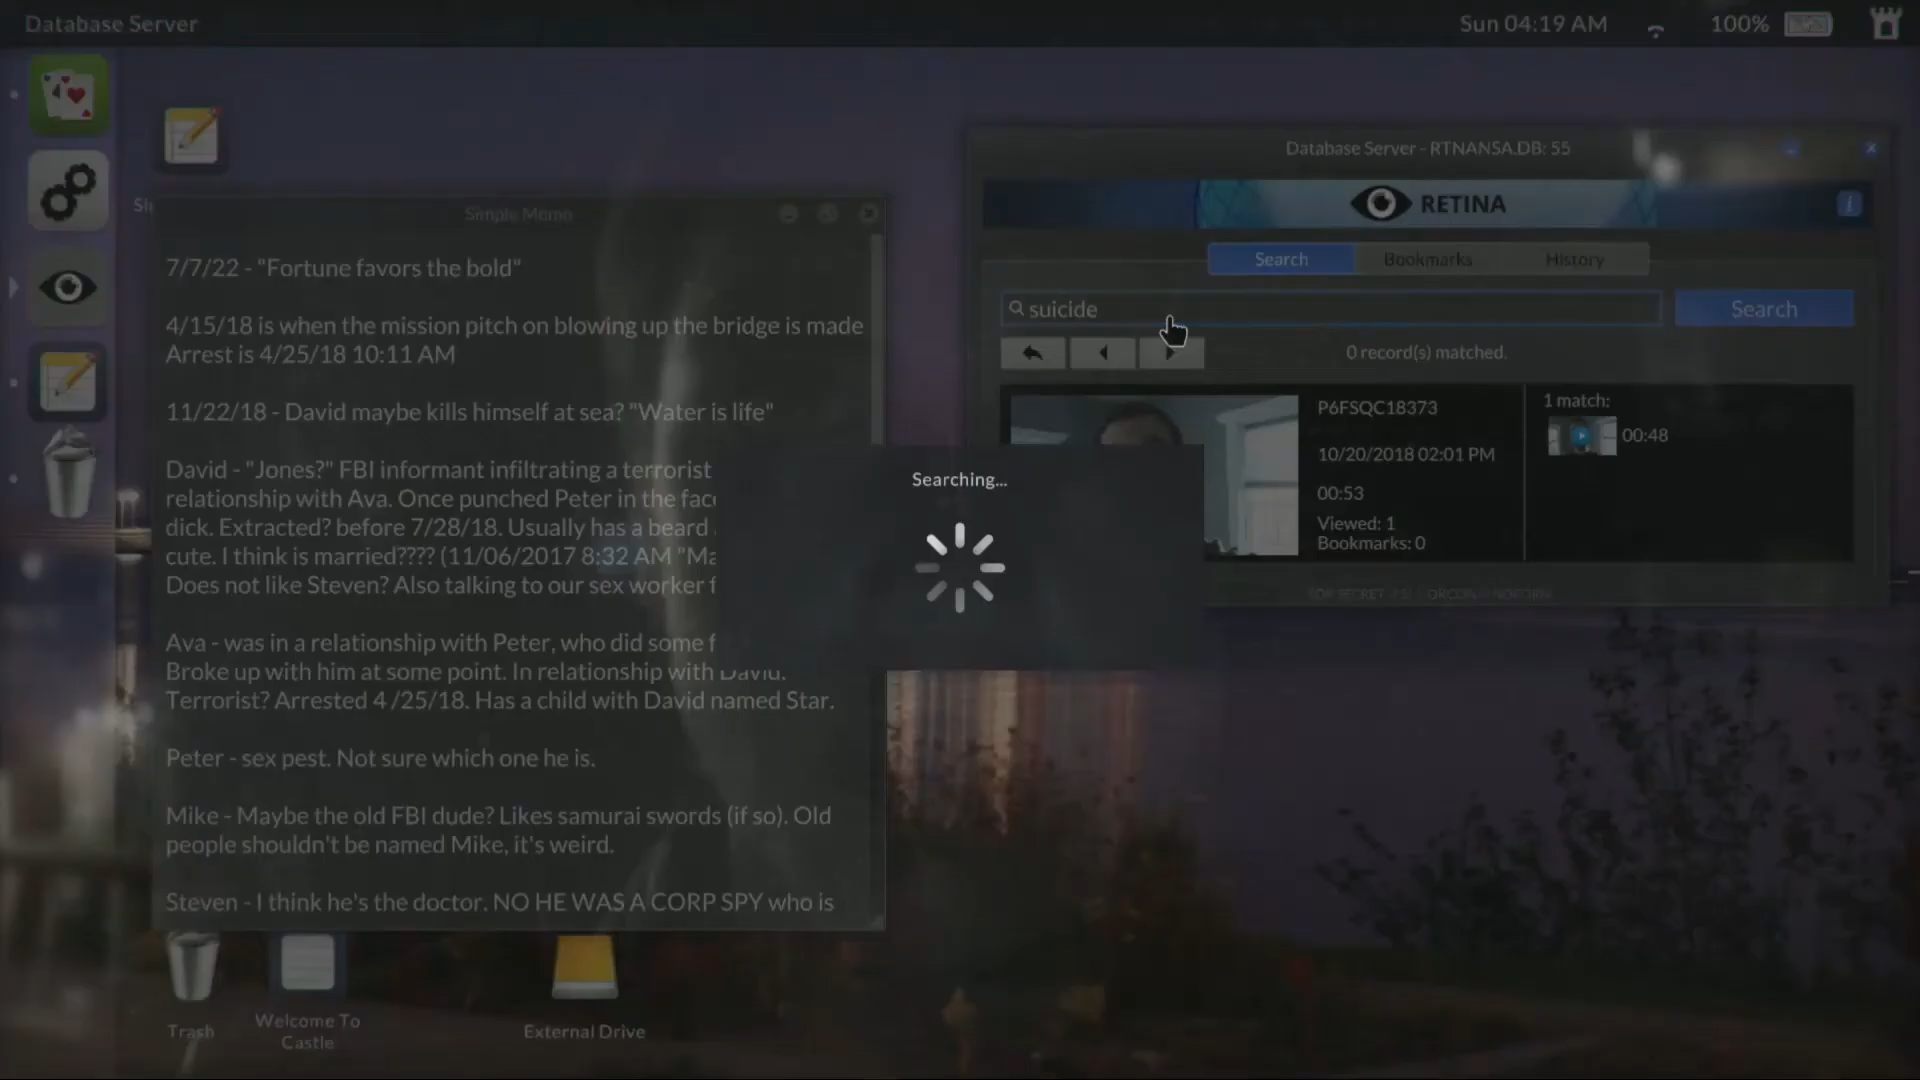 Database Server
Sun 04:19 AM
100%
Simple Memo
7/7/22 - "Fortune favors the bold"
4/15/18 is when the mission pitch on blowing up the bridge is made
Arrest is 4/25/18 10:11 AM
11/22/18 - David maybe kills himself at sea? "Water is life"
David - "Jones?" FBI informant infiltrating a terrorist
relationship with Ava. Once punched Peter in the face
dick. Extracted? before 7/28/18. Usually has a beard
cute. I think is married???? (11/06/2017 8:32 AM "Ma
Does not like Steven? Also talking to our sex worker f
Ava - was in a relationship with Peter, who did some f
Broke up with him at some point. In relationship with David.
Terrorist? Arrested 4 /25/18. Has a child with David named Star.
Peter - sex pest. Not sure which one he is.
Mike - Maybe the old FBI dude? Likes samurai swords (if so). Old
people shouldn't be named Mike, it's weird.
Steven - I think he's the doctor. NO HE WAS A CORP SPY who is
Database Server - RTNANSA.DB: 55
RETINA
i
Search
Bookmarks
History
suicide
Search
0 record(s) matched.
P6FSQC18373
10/20/2018 02:01 PM
00:53
Viewed: 1
Bookmarks: 0
1 match:
00:48
Searching...
Trash
Welcome To
Castle
External Drive